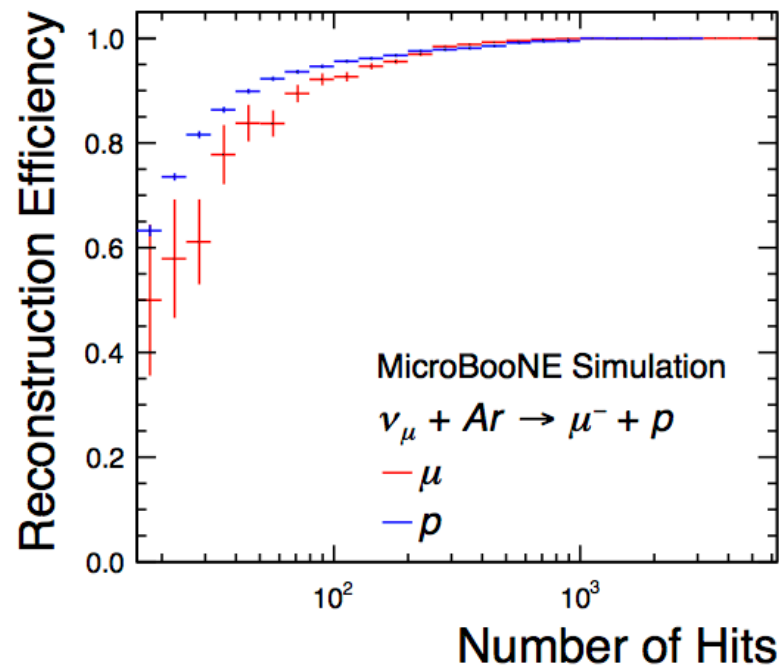 Reconstruction Efficiency
1.0
0.8
0.6
0.4
0.2
0.0
MicroBooNE Simulation
νμ + Ar → μ⁻ + p
μ
p
10² 10³
Number of Hits